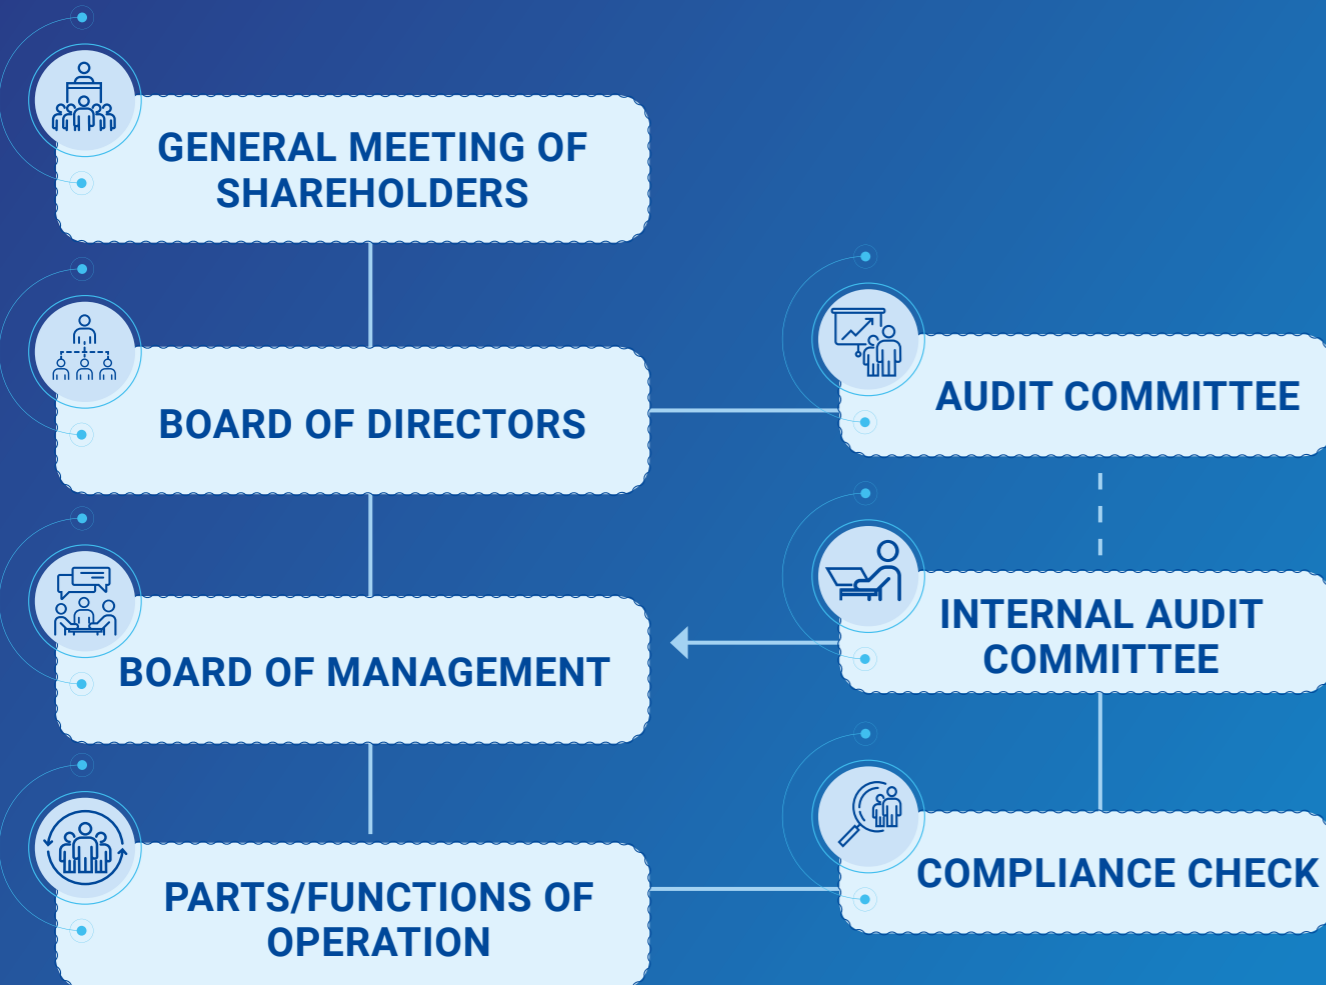 GENERAL MEETING OF
SHAREHOLDERS
BOARD OF DIRECTORS
AUDIT COMMITTEE
BOARD OF MANAGEMENT
INTERNAL AUDIT
COMMITTEE
PARTS/FUNCTIONS OF
OPERATION
COMPLIANCE CHECK